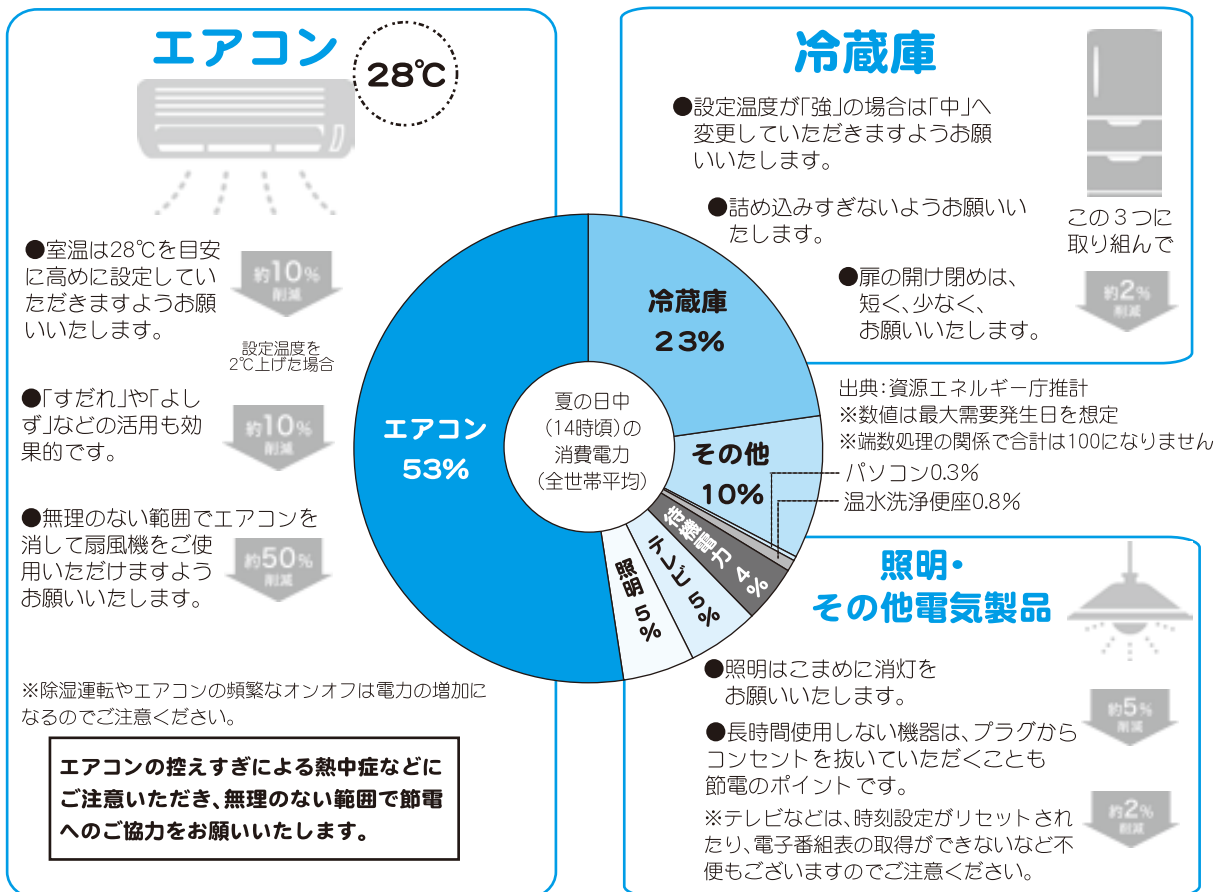 エアコン
28℃
●室温は28℃を目安
に高めに設定してい
ただきますようお願
いいたします。
約10%
削減
設定温度を
2℃上げた場合
●「すだれ」や「よし
ず」などの活用も効
果的です。
約10%
削減
●無理のない範囲でエアコンを
消して扇風機をご使
用いただけますよう
お願いいたします。
約50%
削減
※除湿運転やエアコンの頻繁なオンオフは電力の増加に
なるのでご注意ください。
エアコンの控えすぎによる熱中症などに
ご注意いただき、無理のない範囲で節電
へのご協力をお願いいたします。
冷蔵庫
●設定温度が「強」の場合は「中」へ
変更していただきますようお願
いいたします。
●詰め込みすぎないようお願いい
たします。
●扉の開け閉めは、
短く、少なく、
お願いいたします。
この3つに
取り組んで
約2%
削減
夏の日中
(14時頃)の
消費電力
(全世帯平均)
冷蔵庫
23%
その他
10%
待機電力 4%
テレビ 5%
照明 5%
エアコン
53%
出典:資源エネルギー庁推計
※数値は最大需要発生日を想定
※端数処理の関係で合計は100になりません
パソコン0.3%
温水洗浄便座0.8%
照明・
その他電気製品
●照明はこまめに消灯を
お願いいたします。
約5%
削減
●長時間使用しない機器は、プラグから
コンセントを抜いていただくことも
節電のポイントです。
約2%
削減
※テレビなどは、時刻設定がリセットされ
たり、電子番組表の取得ができないなど不
便もございますのでご注意ください。